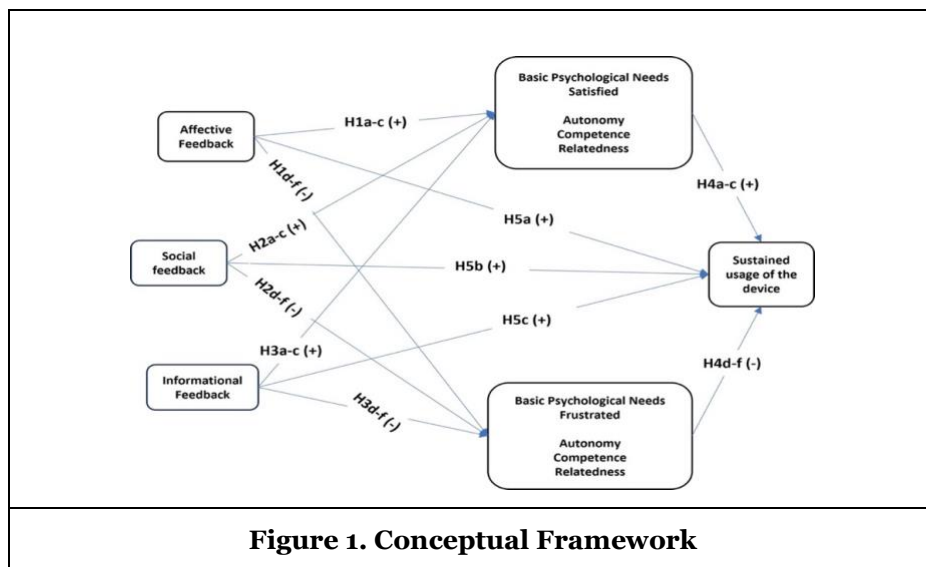 Basic Psychological Needs
Satisfied
Autonomy
Competence
Relatedness
Affective
Feedback
H1a-c (+)
H1d-f (-)
H4a-c (+)
H5a (+)
H2a-c (+)
Social
feedback
H5b (+)
Sustained
usage of the
device
H2d-f (-)
H5c (+)
H3a-c (+)
H4d-f (-)
Informational
Feedback
H3d-f (-)
Basic Psychological Needs
Frustrated
Autonomy
Competence
Relatedness
Figure 1. Conceptual Framework